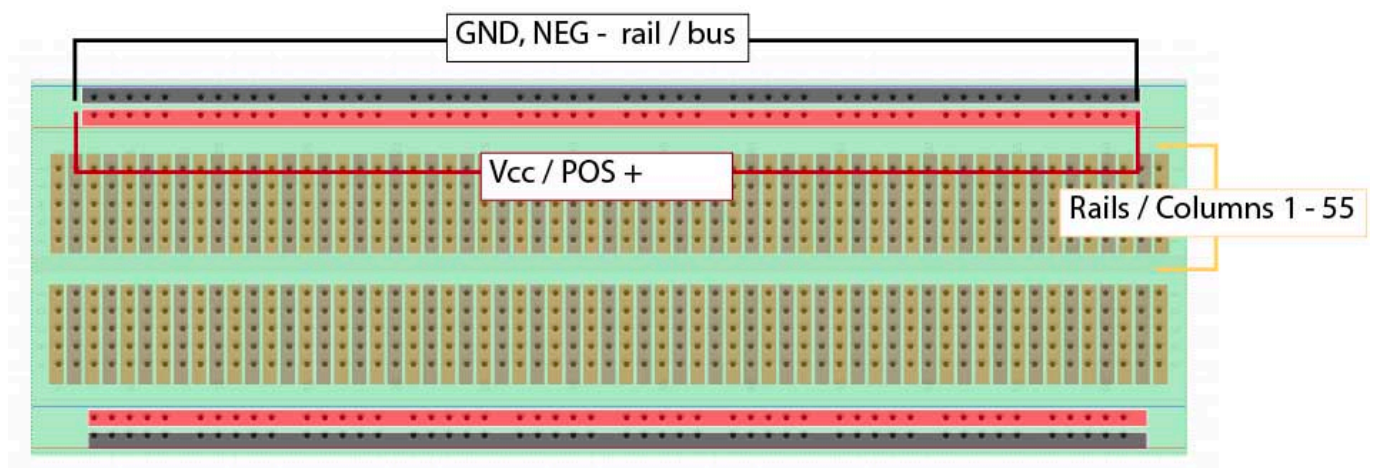 GND, NEG -  rail / bus
Vcc / POS +
Rails / Columns 1 - 55